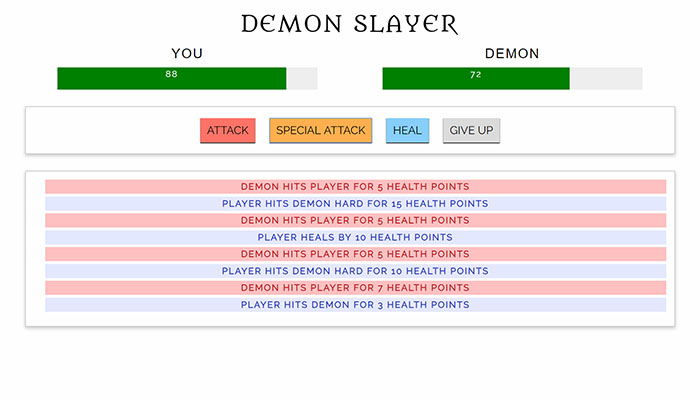 DEMON SLAYER
YOU
DEMON
88
72
ATTACK
SPECIAL ATTACK
HEAL
GIVE UP
DEMON HITS PLAYER FOR 5 HEALTH POINTS
PLAYER HITS DEMON HARD FOR 15 HEALTH POINTS
DEMON HITS PLAYER FOR 5 HEALTH POINTS
PLAYER HEALS BY 10 HEALTH POINTS
DEMON HITS PLAYER FOR 5 HEALTH POINTS
PLAYER HITS DEMON HARD FOR 10 HEALTH POINTS
DEMON HITS PLAYER FOR 7 HEALTH POINTS
PLAYER HITS DEMON FOR 3 HEALTH POINTS